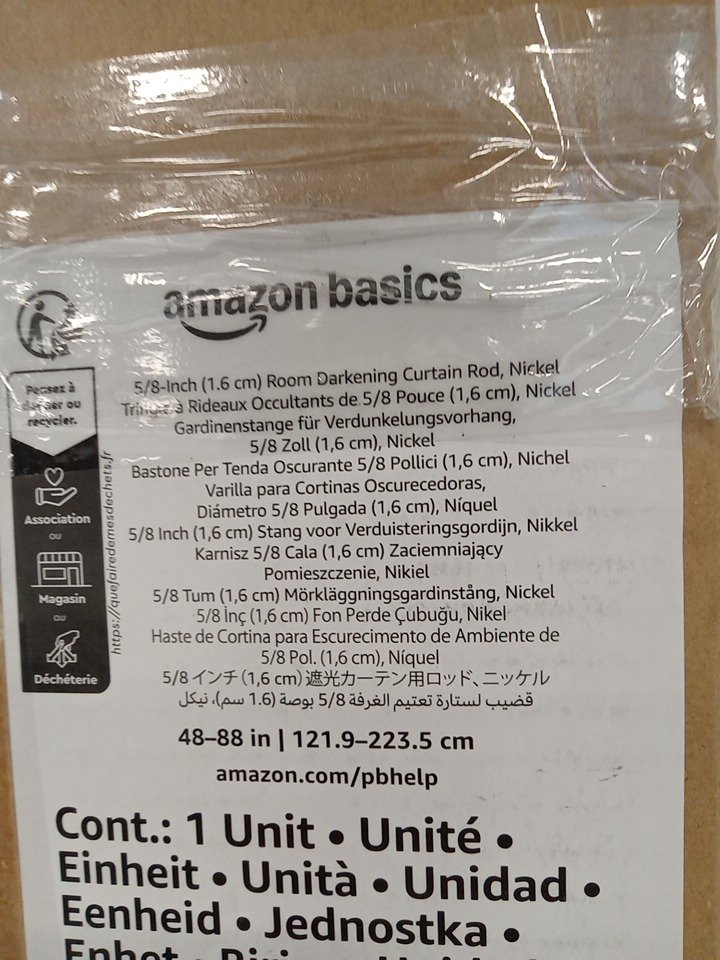 amazon basics
5/8-Inch (1.6 cm) Room Darkening Curtain Rod, Nickel
Tringle à Rideaux Occultants de 5/8 Pouce (1,6 cm), Nickel
Gardinenstange für Verdunkelungsvorhang,
5/8 Zoll (1,6 cm), Nickel
Bastone Per Tenda Oscurante 5/8 Pollici (1,6 cm), Nichel
Varilla para Cortinas Oscurecedoras,
Diámetro 5/8 Pulgada (1,6 cm), Níquel
5/8 Inch (1,6 cm) Stang voor Verduisteringsgordijn, Nikkel
Karnisz 5/8 Cala (1,6 cm) Zaciemniający
Pomieszczenie, Nikiel
5/8 Tum (1,6 cm) Mörkläggningsgardinstång, Nickel
5/8 İnç (1,6 cm) Fon Perde Çubuğu, Nikel
Haste de Cortina para Escurecimento de Ambiente de
5/8 Pol. (1,6 cm), Níquel
5/8 インチ (1,6 cm) 遮光カーテン用ロッド、ニッケル
قضيب لستارة تعتيم الغرفة 5/8 بوصة (1.6 سم)، نيكل
48–88 in | 121.9–223.5 cm
amazon.com/pbhelp
Cont.: 1 Unit • Unité •
Einheit • Unità • Unidad •
Eenheid • Jednostka •
Enhet •
Pensez à
donner ou
recycler.
Association
ou
Magasin
ou
Déchéterie
https://quefairedemesdechets.fr